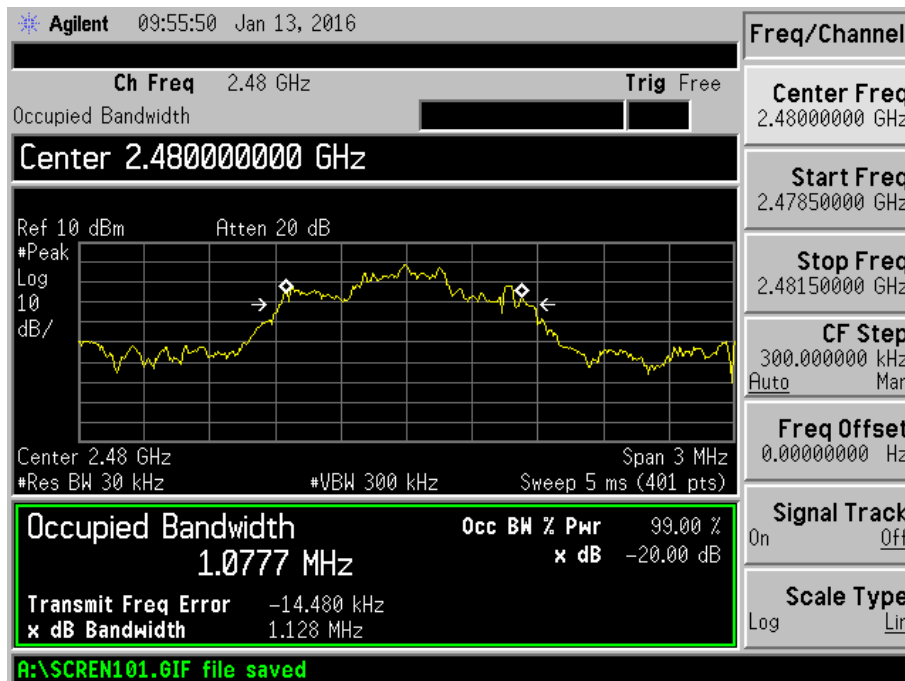 Agilent 09:55:50 Jan 13, 2016
Ch Freq 2.48 GHz Trig Free
Occupied Bandwidth
Center 2.480000000 GHz
Ref 10 dBm Atten 20 dB
#Peak
Log
10
dB/
Center 2.48 GHz Span 3 MHz
#Res BW 30 kHz #VBW 300 kHz Sweep 5 ms (401 pts)
Occupied Bandwidth Occ BW % Pwr 99.00 %
1.0777 MHz x dB -20.00 dB
Transmit Freq Error -14.480 kHz
x dB Bandwidth 1.128 MHz
A:\SCREN101.GIF file saved
Freq/Channel
Center Freq
2.48000000 GHz
Start Freq
2.47850000 GHz
Stop Freq
2.48150000 GHz
CF Step
300.000000 kHz
Auto Man
Freq Offset
0.00000000 Hz
Signal Track
On Off
Scale Type
Log Lin